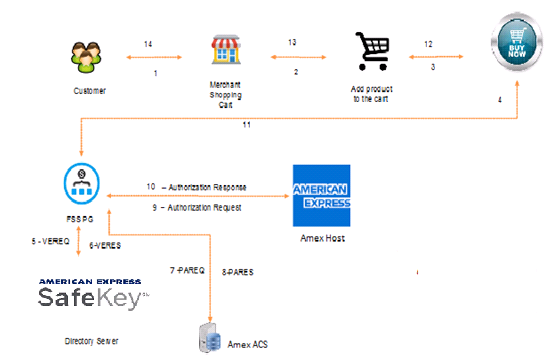 14
13
12
1
2
3
Customer
Merchant
Shopping
Cart
Add product
to the cart
BUY
NOW
4
11
10 – Authorization Response
9 – Authorization Request
AMERICAN
EXPRESS
Amex Host
FSSPG
5 - VEREQ
6-VERES
7 -PAREQ
8-PARES
AMERICAN EXPRESS
SafeKey
Directory Server
Amex ACS